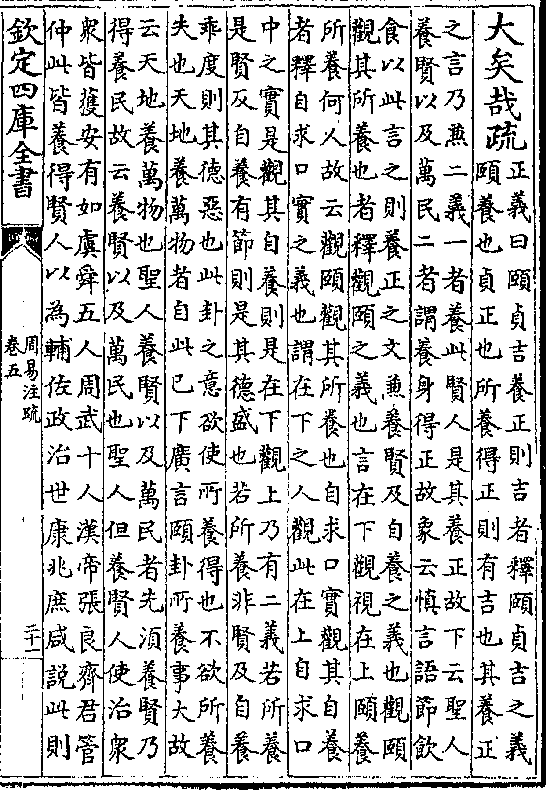 大矣哉疏正義曰頤貞吉養正則吉者釋頤貞吉之義
頤養也貞正也所養得正則有吉也其養正
之言乃兼二義一者養此賢人是其養正故下云聖人
養賢以及萬民二者謂養身得正故象云慎言語節飲
食以此言之則養正之文兼養賢及自養之義也觀頤
觀其所養也者釋觀頤之義也言在下觀視在上頤養
所養何人故云觀頤觀其所養也自求口實觀其自養
者釋自求口實之義也謂在下之人觀此在上自求口
中之實是觀其自養則是在下觀上乃有二義若所養
是賢及自養有節則是其德盛也若所養非賢及自養
乖度則其德惡也此卦之意欲使所養得也不欲所養
失也天地養萬物者自此已下廣言頤卦所養事大故
云天地養萬物也聖人養賢以及萬民者先須養賢乃
得養民故云養賢以及萬民也聖人但養賢人使治衆
衆皆獲安有如虞舜五人周武十人漢帝張良齊君管
仲此皆養得賢人以為輔佐政治世康兆庶咸説此則
欽定四庫全書
周易注疏
卷五
二十一